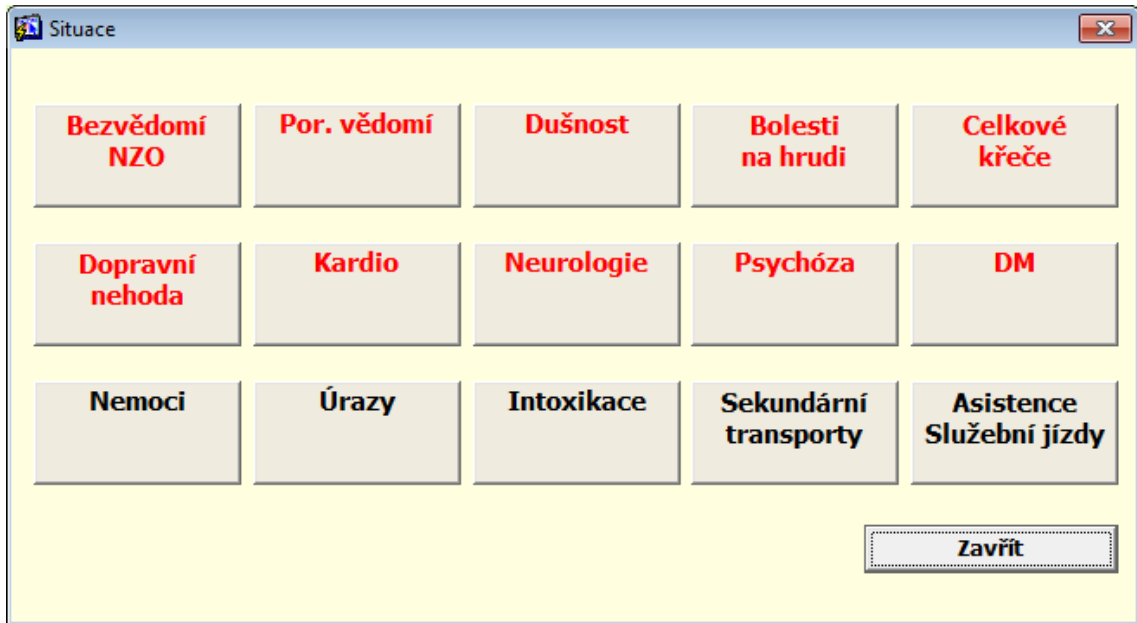 Situace
Bezvědomí
NZO
Por. vědomí
Dušnost
Bolesti
na hrudi
Celkové
křeče
Dopravní
nehoda
Kardio
Neurologie
Psychóza
DM
Nemoci
Úrazy
Intoxikace
Sekundární
transporty
Asistence
Služební jízdy
Zavřít